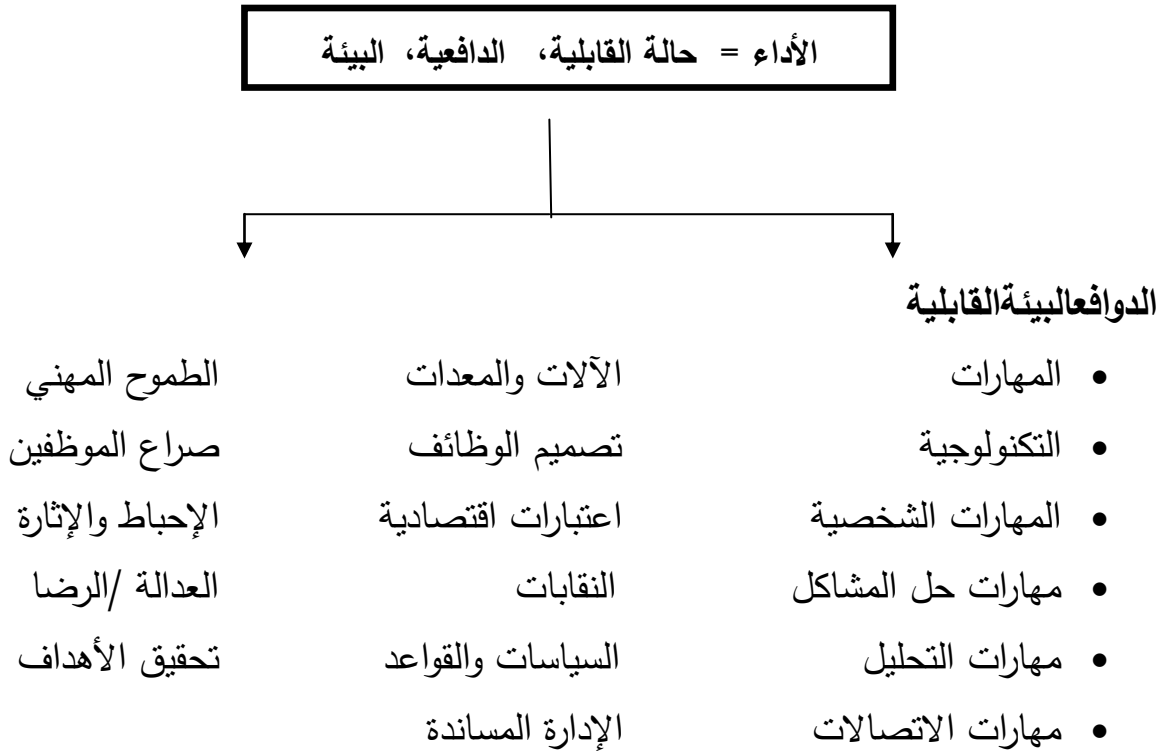 الأداء = حالة القابلية، الدافعية، البيئة
الدوافعالبيئةالقابلية
• المهارات الآلات والمعدات الطموح المهني
• التكنولوجية تصميم الوظائف صراع الموظفين
• المهارات الشخصية اعتبارات اقتصادية الإحباط والإثارة
• مهارات حل المشاكل النقابات العدالة /الرضا
• مهارات التحليل السياسات والقواعد تحقيق الأهداف
• مهارات الاتصالات الإدارة المساندة